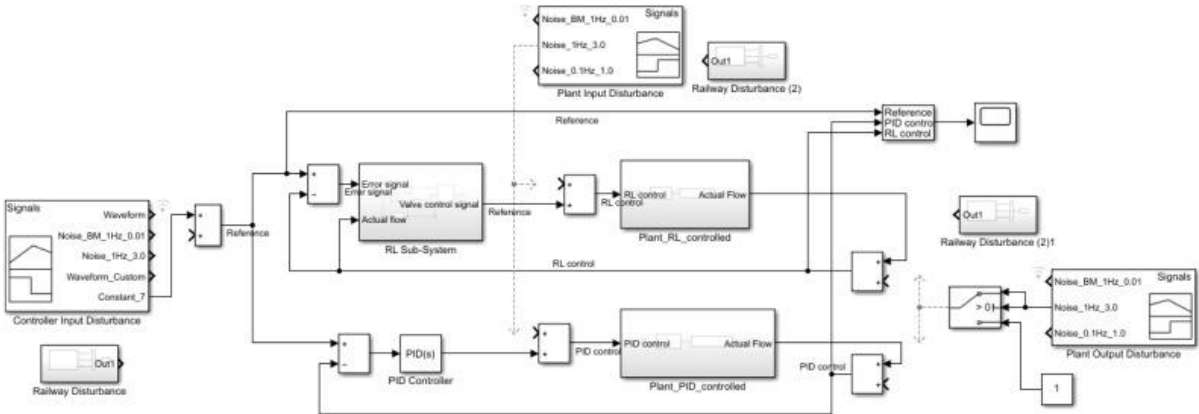 Noise_BM_1Hz_0.01
Signals
Noise_1Hz_3.0
Noise_0.1Hz_1.0
Plant Input Disturbance
Out1
Railway Disturbance (2)
Reference
Reference
PID control
RL control
Error signal
Error signal
Valve control signal
Actual flow
RL Sub-System
Reference
RL control
RL control
Actual Flow
Plant_RL_controlled
Out1
Railway Disturbance (2)1
Signals
Waveform
Noise_BM_1Hz_0.01
Noise_1Hz_3.0
Waveform_Custom
Constant_7
Controller Input Disturbance
Reference
RL control
Noise_BM_1Hz_0.01
Signals
Noise_1Hz_3.0
Noise_0.1Hz_1.0
Plant Output Disturbance
> 0
PID(s)
PID Controller
PID control
PID control
Actual Flow
Plant_PID_controlled
PID control
Out1
Railway Disturbance
1